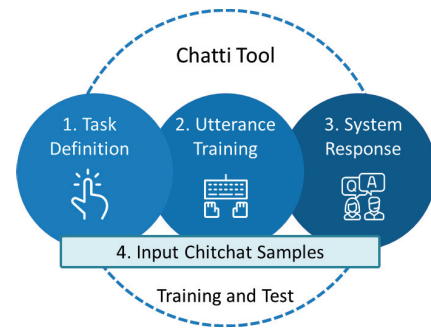 Chatti Tool
1. Task
Definition
2. Utterance
Training
3. System
Response
Q A
4. Input Chitchat Samples
Training and Test